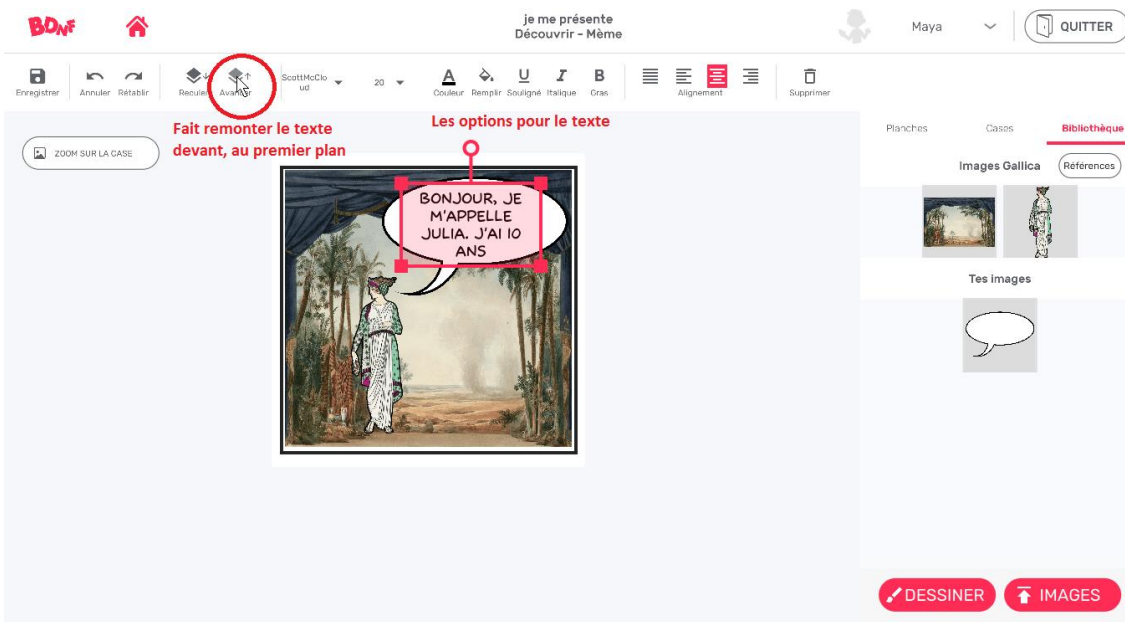 BDnF
je me présente
Découvrir - Mème
Maya
QUITTER
Enregistrer
Annuler Rétablir
Reculer Avancer
ScottMcClo
ud
20
Couleur Remplir Souligné Italique Gras
Alignement
Supprimer
Fait remonter le texte
devant, au premier plan
Les options pour le texte
ZOOM SUR LA CASE
BONJOUR, JE
M'APPELLE
JULIA. J'AI 10
ANS
Planches Cases Bibliothèque
Images Gallica Références
Tes images
DESSINER IMAGES